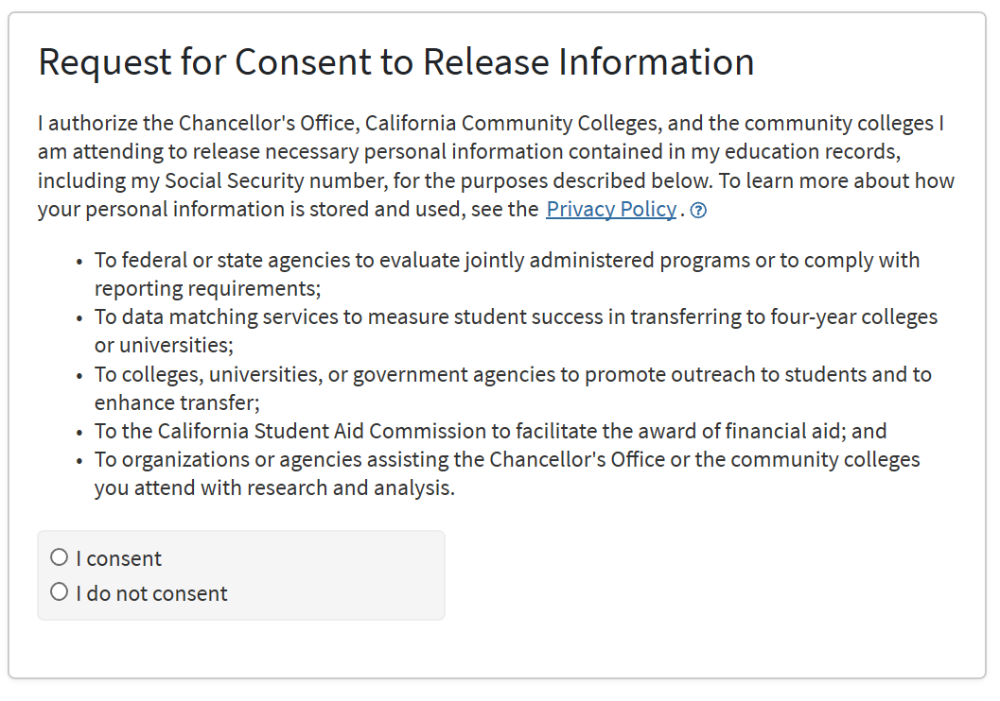 Request for Consent to Release Information
I authorize the Chancellor's Office, California Community Colleges, and the community colleges I
am attending to release necessary personal information contained in my education records,
including my Social Security number, for the purposes described below. To learn more about how
your personal information is stored and used, see the Privacy Policy . ?
• To federal or state agencies to evaluate jointly administered programs or to comply with
reporting requirements;
• To data matching services to measure student success in transferring to four-year colleges
or universities;
• To colleges, universities, or government agencies to promote outreach to students and to
enhance transfer;
• To the California Student Aid Commission to facilitate the award of financial aid; and
• To organizations or agencies assisting the Chancellor's Office or the community colleges
you attend with research and analysis.
I consent
I do not consent